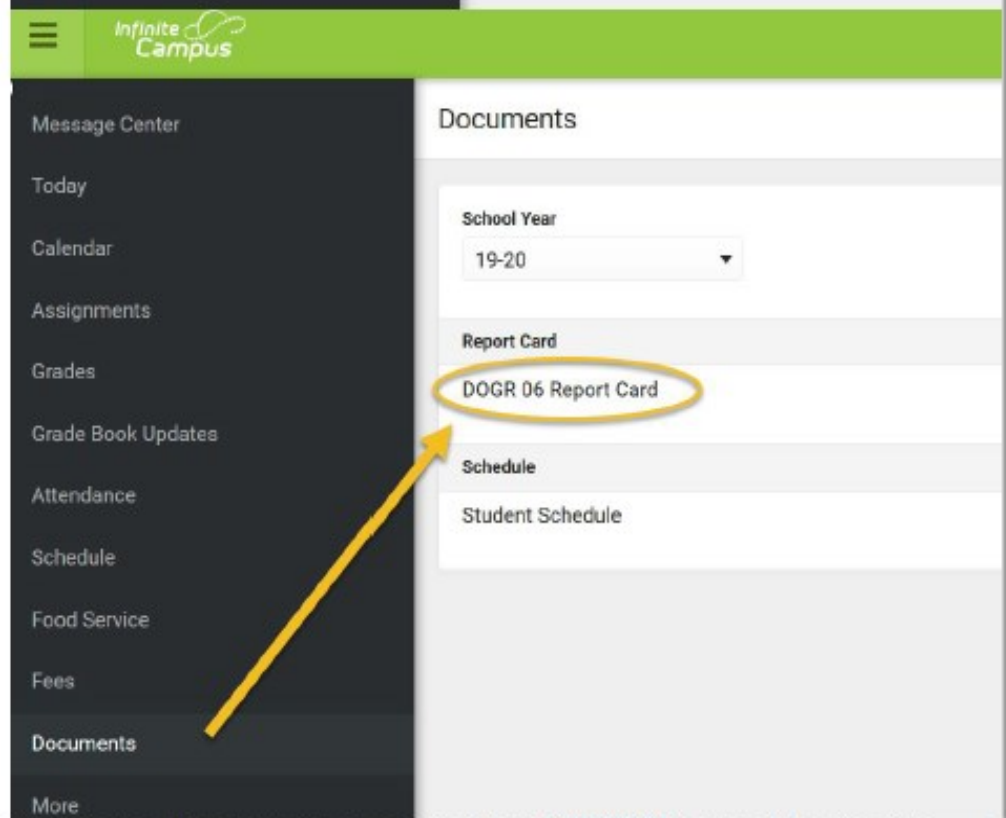 Infinite
Campus
Message Center
Today
Calendar
Assignments
Grades
Grade Book Updates
Attendance
Schedule
Food Service
Fees
Documents
More
Documents
School Year
19-20
Report Card
DOGR 06 Report Card
Schedule
Student Schedule